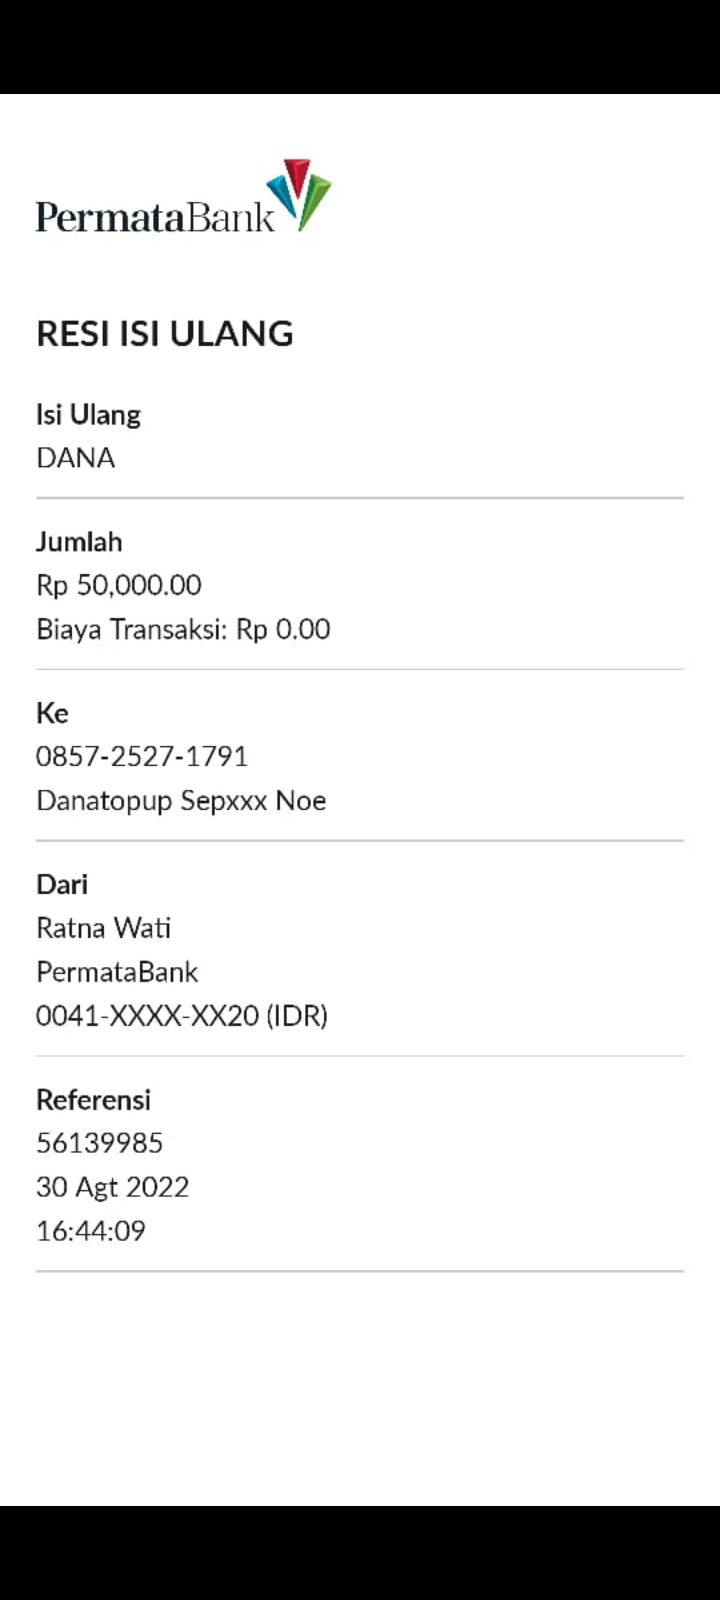 PermataBank
RESI ISI ULANG
Isi Ulang
DANA
Jumlah
Rp 50,000.00
Biaya Transaksi: Rp 0.00
Ke
0857-2527-1791
Danatopup Sepxxx Noe
Dari
Ratna Wati
PermataBank
0041-XXXX-XX20 (IDR)
Referensi
56139985
30 Agt 2022
16:44:09